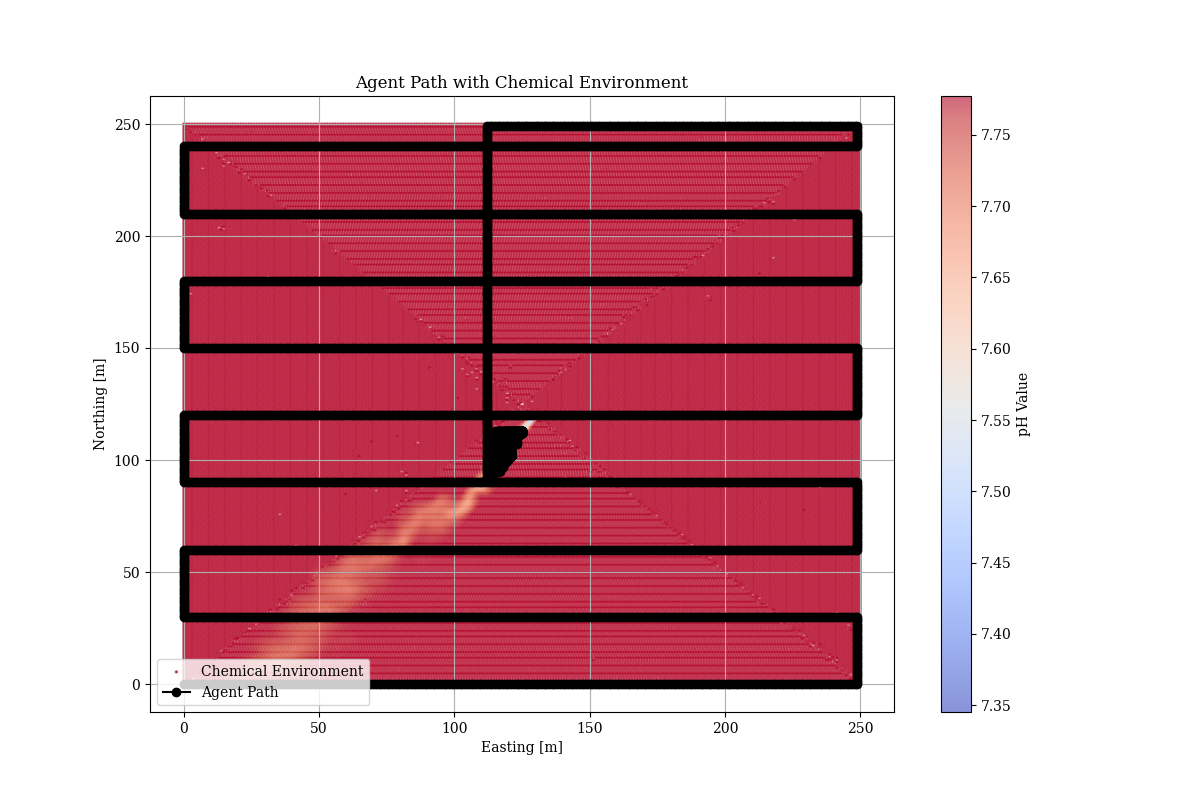 Agent Path with Chemical Environment
Northing [m]
250
200
150
100
50
0
0 50 100 150 200 250
Easting [m]
Chemical Environment
Agent Path
7.75
7.70
7.65
7.60
7.55
7.50
7.45
7.40
7.35
pH Value